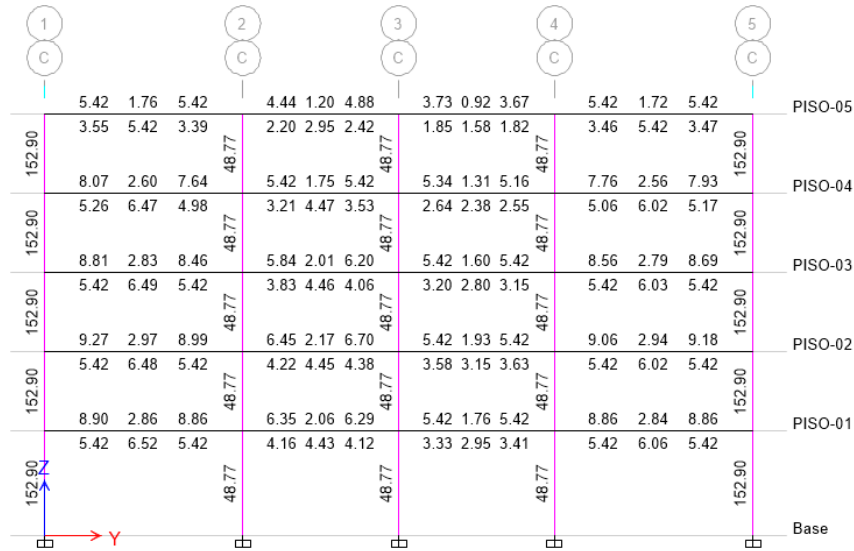 1 2 3 4 5
C C C C C
5.42 1.76 5.42 4.44 1.20 4.88 3.73 0.92 3.67 5.42 1.72 5.42 PISO-05
3.55 5.42 3.39 2.20 2.95 2.42 1.85 1.58 1.82 3.46 5.42 3.47
152.90 48.77 48.77 48.77 152.90
8.07 2.60 7.64 5.42 1.75 5.42 5.34 1.31 5.16 7.76 2.56 7.93 PISO-04
5.26 6.47 4.98 3.21 4.47 3.53 2.64 2.38 2.55 5.06 6.02 5.17
152.90 48.77 48.77 48.77 152.90
8.81 2.83 8.46 5.84 2.01 6.20 5.42 1.60 5.42 8.56 2.79 8.69 PISO-03
5.42 6.49 5.42 3.83 4.46 4.06 3.20 2.80 3.15 5.42 6.03 5.42
152.90 48.77 48.77 48.77 152.90
9.27 2.97 8.99 6.45 2.17 6.70 5.42 1.93 5.42 9.06 2.94 9.18 PISO-02
5.42 6.48 5.42 4.22 4.45 4.38 3.58 3.15 3.63 5.42 6.02 5.42
152.90 48.77 48.77 48.77 152.90
8.90 2.86 8.86 6.35 2.06 6.29 5.42 1.76 5.42 8.86 2.84 8.86 PISO-01
5.42 6.52 5.42 4.16 4.43 4.12 3.33 2.95 3.41 5.42 6.06 5.42
152.90 48.77 48.77 48.77 152.90
Z
Y
Base